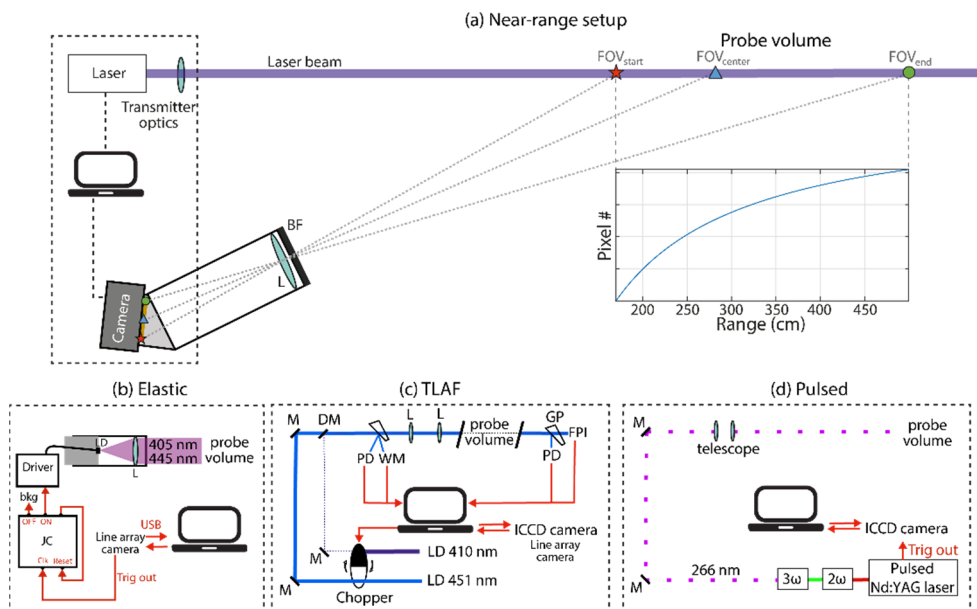 (a) Near-range setup
Probe volume
FOVstart
FOVcenter
FOVend
Laser
Laser beam
Transmitter
optics
BF
L
Camera
Pixel #
200 250 300 350 400 450
Range (cm)
(b) Elastic
LD
405 nm
445 nm
probe
volume
L
Driver
bkg
OFF ON
JC
Clk Reset
USB
Line array
camera
Trig out
(c) TLAF
M DM L L GP
probe
volume
FPI
PD WM PD
ICCD camera
Line array
camera
M
LD 410 nm
M
LD 451 nm
Chopper
(d) Pulsed
M
telescope
probe
volume
ICCD camera
Trig out
M
266 nm
3ω
2ω
Pulsed
Nd:YAG laser